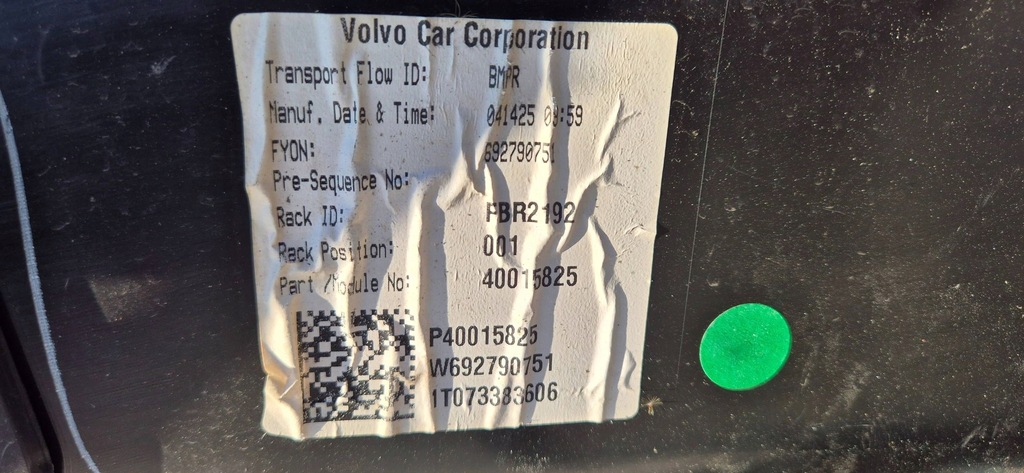 Volvo Car Corporation
Transport Flow ID: BMPR
Manuf. Date & Time: 041425
FYON: 692790751
Pre-Sequence No:
Rack ID: PBR2192
Rack Position: 001
Part /Module No: 40015825
P40015825
W692790751
1T073383606